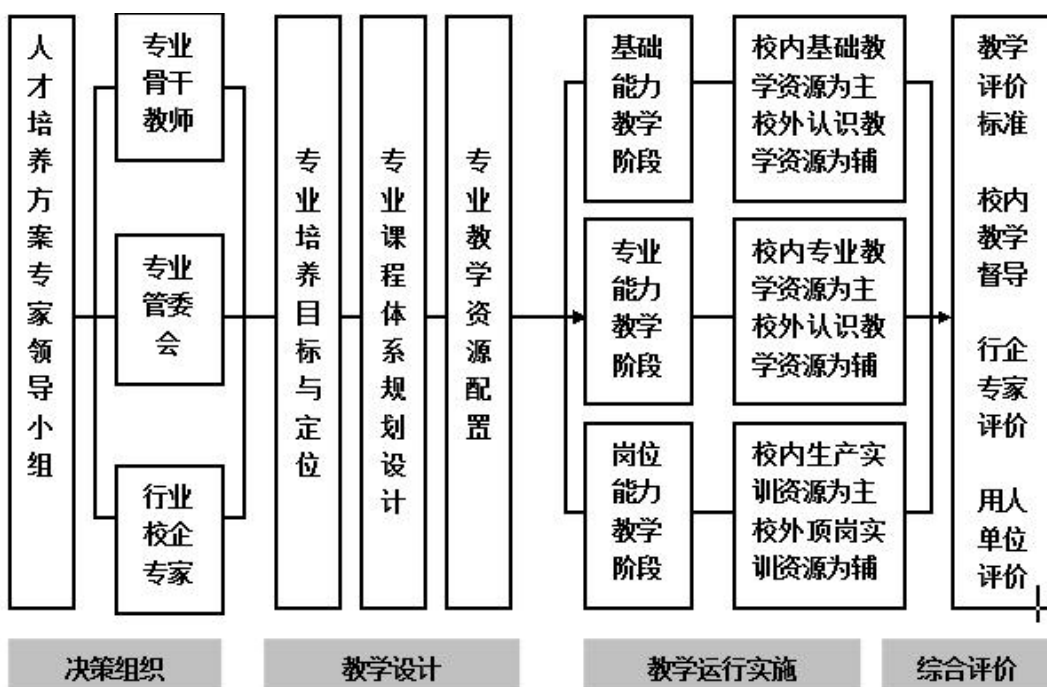 人才培养方案专家领导小组
专业
骨干
教师
专业
管委
会
行业
校企
专家
专业培养目标与定位
专业课程体系规划设计
专业教学资源配置
基础
能力
教学
阶段
校内基础教
学资源为主
校外认识教
学资源为辅
专业
能力
教学
阶段
校内专业教
学资源为主
校外认识教
学资源为辅
岗位
能力
教学
阶段
校内生产实
训资源为主
校外顶岗实
训资源为辅
教学
评价
标准
校内
教学
督导
行企
专家
评价
用人
单位
评价
决策组织
教学设计
教学运行实施
综合评价